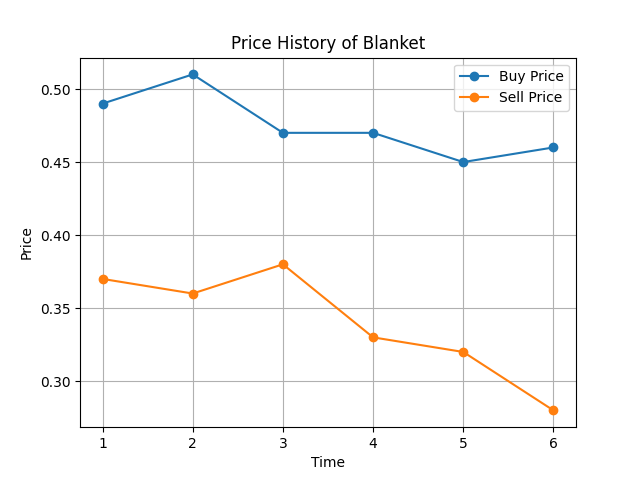 Price History of Blanket
Buy Price
Sell Price
0.50
0.45
0.40
0.35
0.30
Price
1 2 3 4 5 6
Time